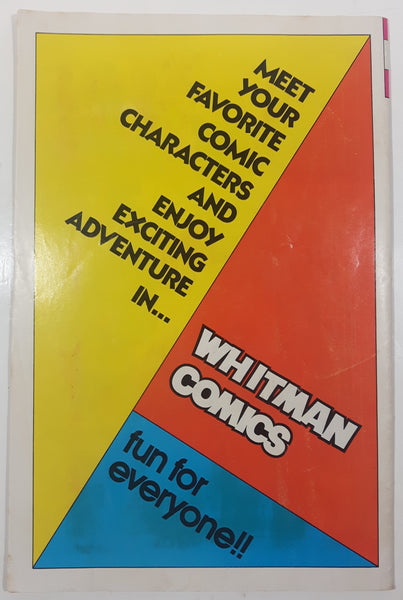 MEET
YOUR
FAVORITE
COMIC
CHARACTERS
AND
ENJOY
EXCITING
ADVENTURE
IN...
WHITMAN
COMICS
fun for
everyone!!